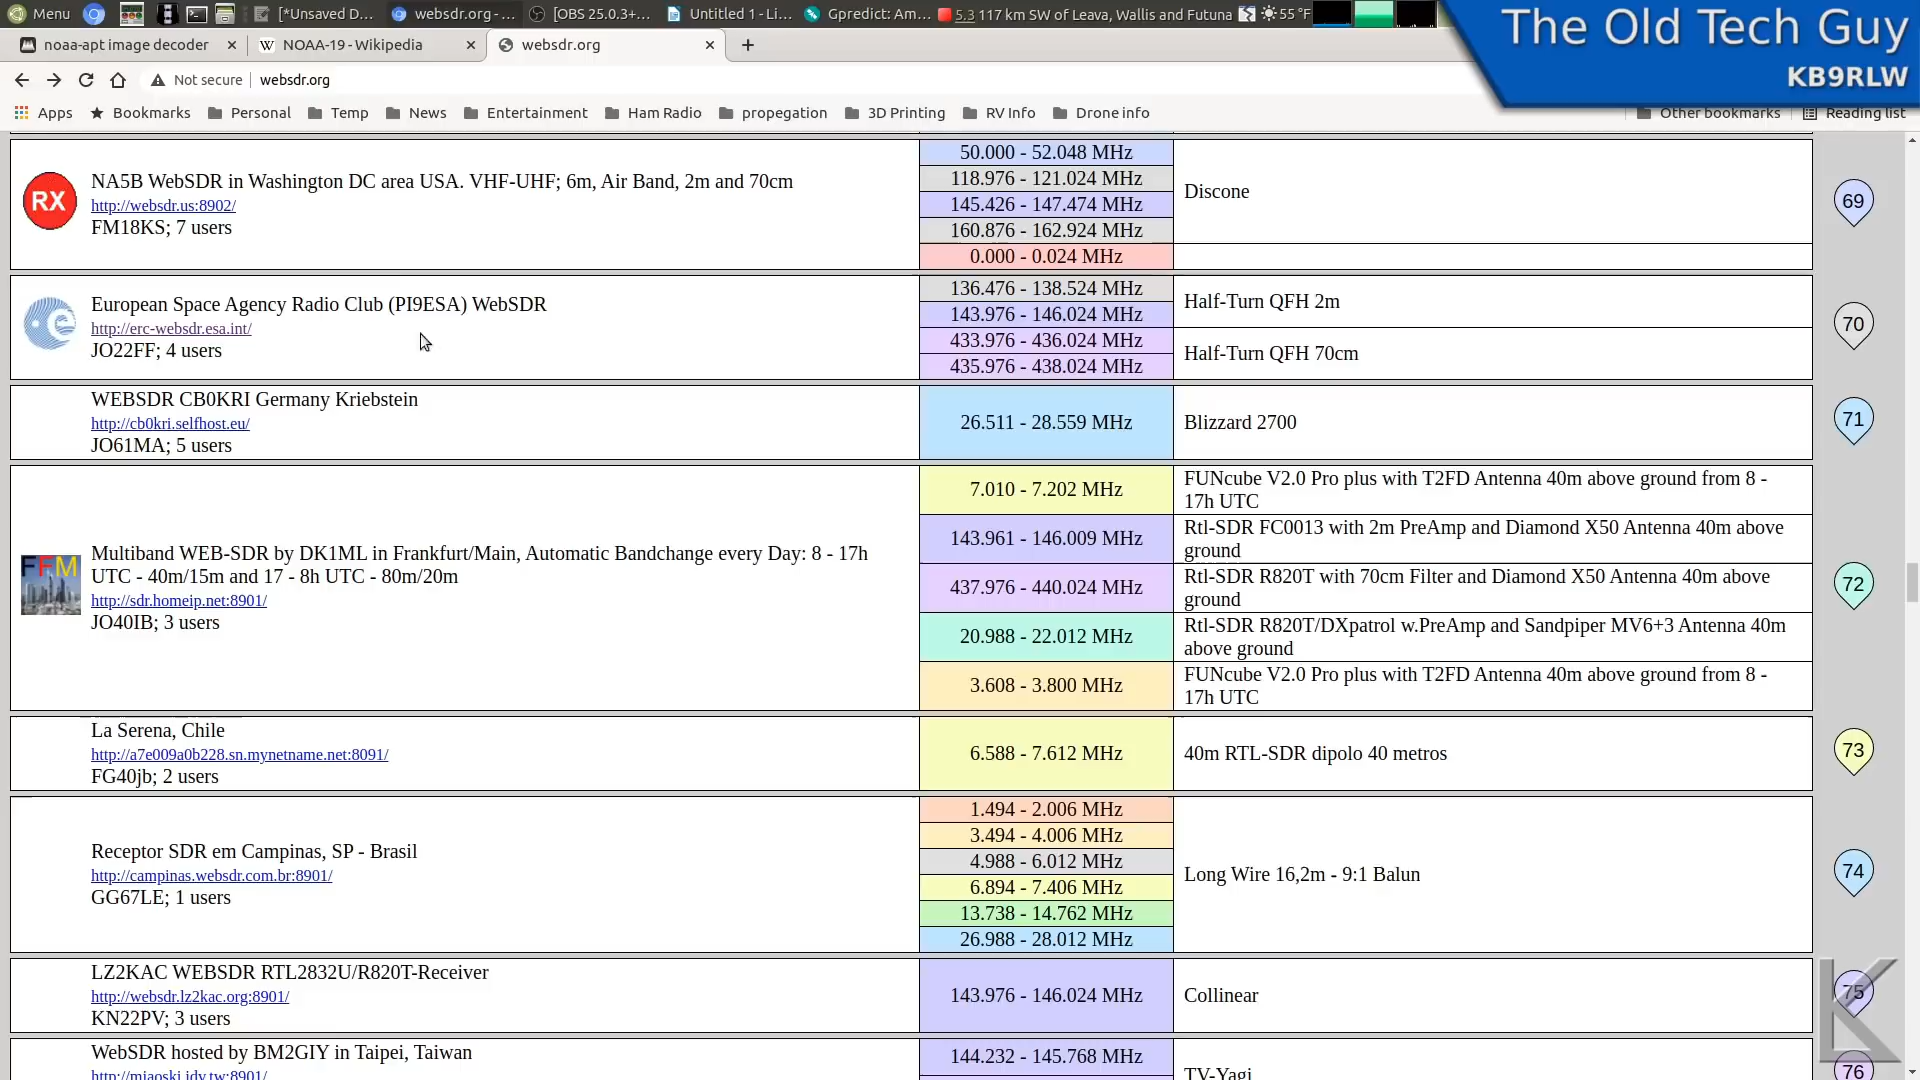 Menu
[*Unsaved D...
websdr.org - ...
[OBS 25.0.3+...
Untitled 1 - Li...
Gpredict: Am...
5.3 117 km SW of Leava, Wallis and Futuna
55 °F
The Old Tech Guy
KB9RLW
noaa-apt image decoder
NOAA-19 - Wikipedia
websdr.org
Not secure
websdr.org
Apps
Bookmarks
Personal
Temp
News
Entertainment
Ham Radio
propegation
3D Printing
RV Info
Drone info
Other bookmarks
Reading list
RX
NA5B WebSDR in Washington DC area USA. VHF-UHF; 6m, Air Band, 2m and 70cm
http://websdr.us:8902/
FM18KS; 7 users
50.000 - 52.048 MHz
118.976 - 121.024 MHz
145.426 - 147.474 MHz
160.876 - 162.924 MHz
0.000 - 0.024 MHz
Discone
69
European Space Agency Radio Club (PI9ESA) WebSDR
http://erc-websdr.esa.int/
JO22FF; 4 users
136.476 - 138.524 MHz
143.976 - 146.024 MHz
433.976 - 436.024 MHz
435.976 - 438.024 MHz
Half-Turn QFH 2m
Half-Turn QFH 70cm
70
WEBSDR CB0KRI Germany Kriebstein
http://cb0kri.selfhost.eu/
JO61MA; 5 users
26.511 - 28.559 MHz
Blizzard 2700
71
FFM
Multiband WEB-SDR by DK1ML in Frankfurt/Main, Automatic Bandchange every Day: 8 - 17h
UTC - 40m/15m and 17 - 8h UTC - 80m/20m
http://sdr.homeip.net:8901/
JO40IB; 3 users
7.010 - 7.202 MHz
FUNcube V2.0 Pro plus with T2FD Antenna 40m above ground from 8 -
17h UTC
143.961 - 146.009 MHz
Rtl-SDR FC0013 with 2m PreAmp and Diamond X50 Antenna 40m above
ground
437.976 - 440.024 MHz
Rtl-SDR R820T with 70cm Filter and Diamond X50 Antenna 40m above
ground
20.988 - 22.012 MHz
Rtl-SDR R820T/DXpatrol w.PreAmp and Sandpiper MV6+3 Antenna 40m
above ground
3.608 - 3.800 MHz
FUNcube V2.0 Pro plus with T2FD Antenna 40m above ground from 8 -
17h UTC
72
La Serena, Chile
http://a7e009a0b228.sn.mynetname.net:8091/
FG40jb; 2 users
6.588 - 7.612 MHz
40m RTL-SDR dipolo 40 metros
73
Receptor SDR em Campinas, SP - Brasil
http://campinas.websdr.com.br:8901/
GG67LE; 1 users
1.494 - 2.006 MHz
3.494 - 4.006 MHz
4.988 - 6.012 MHz
6.894 - 7.406 MHz
13.738 - 14.762 MHz
26.988 - 28.012 MHz
Long Wire 16,2m - 9:1 Balun
74
LZ2KAC WEBSDR RTL2832U/R820T-Receiver
http://websdr.lz2kac.org:8901/
KN22PV; 3 users
143.976 - 146.024 MHz
Collinear
75
K
WebSDR hosted by BM2GIY in Taipei, Taiwan
http://miaoski.idv.tw:8901/
144.232 - 145.768 MHz
TV-Yagi
76